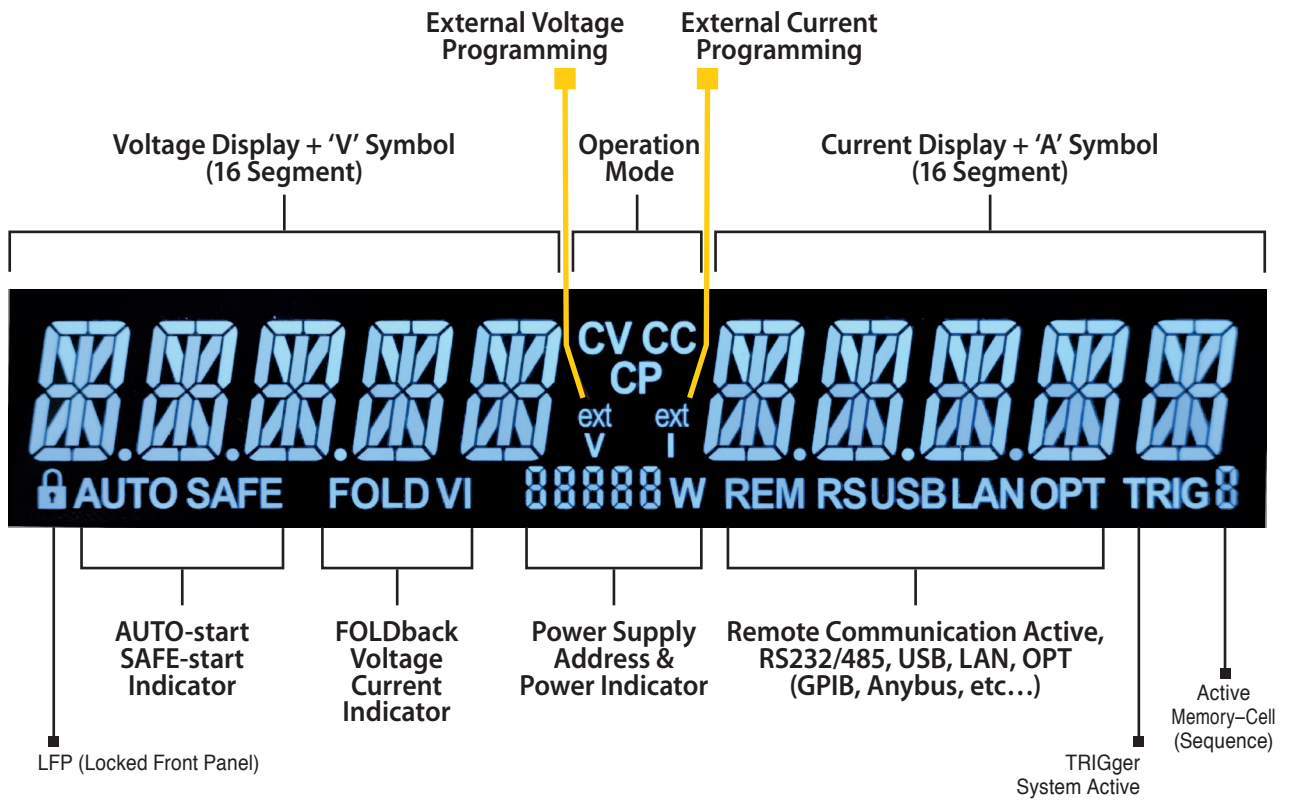 External Voltage
Programming
External Current
Programming
Voltage Display + ‘V’ Symbol
(16 Segment)
Operation
Mode
Current Display + ‘A’ Symbol
(16 Segment)
CV CC
CP
ext ext
V I
AUTO SAFE FOLD VI 88888 W REM RS USB LAN OPT TRIG 8
AUTO-start
SAFE-start
Indicator
FOLDback
Voltage
Current
Indicator
Power Supply
Address &
Power Indicator
Remote Communication Active,
RS232/485, USB, LAN, OPT
(GPIB, Anybus, etc…)
Active
Memory–Cell
(Sequence)
LFP (Locked Front Panel)
TRIGger
System Active